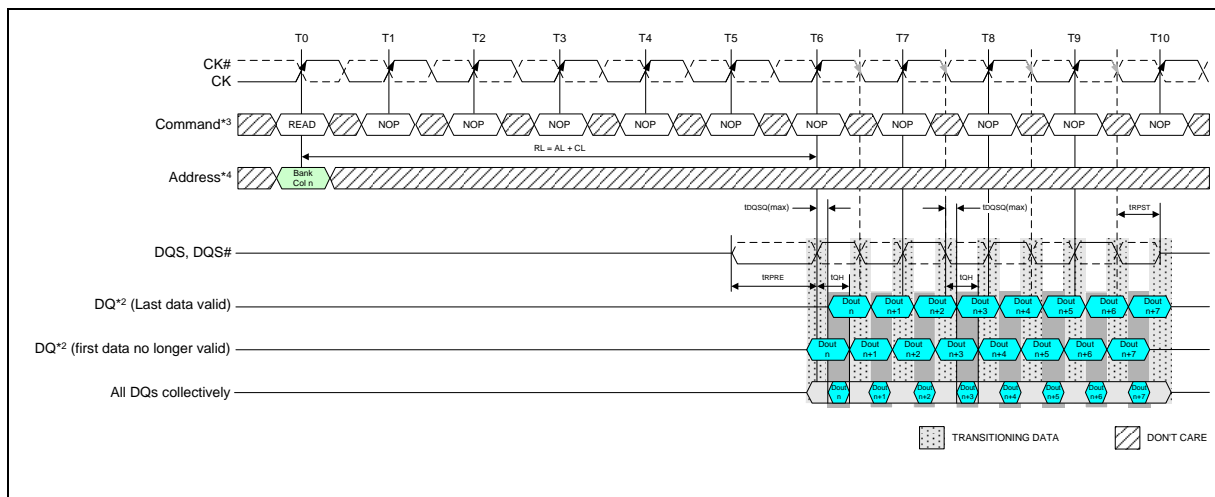 T0 T1 T2 T3 T4 T5 T6 T7 T8 T9 T10
CK#
CK
Command*3 READ NOP NOP NOP NOP NOP NOP NOP NOP NOP NOP
RL = AL + CL
Address*4 Bank
Col n
tDQSQ(max) tDQSQ(max) tRPST
DQS, DQS#
tRPRE tQH tQH
DQ*2 (Last data valid) Dout Dout Dout Dout Dout Dout Dout Dout
n n+1 n+2 n+3 n+4 n+5 n+6 n+7
DQ*2 (first data no longer valid) Dout Dout Dout Dout Dout Dout Dout Dout
n n+1 n+2 n+3 n+4 n+5 n+6 n+7
All DQs collectively Dout Dout Dout Dout Dout Dout Dout Dout
n n+1 n+2 n+3 n+4 n+5 n+6 n+7
TRANSITIONING DATA DON'T CARE